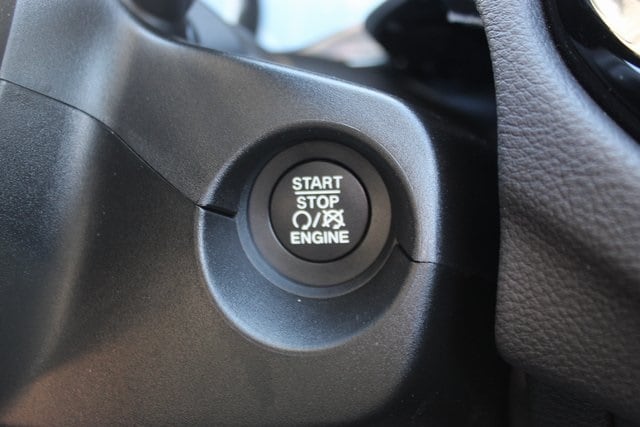 START
STOP
/
ENGINE